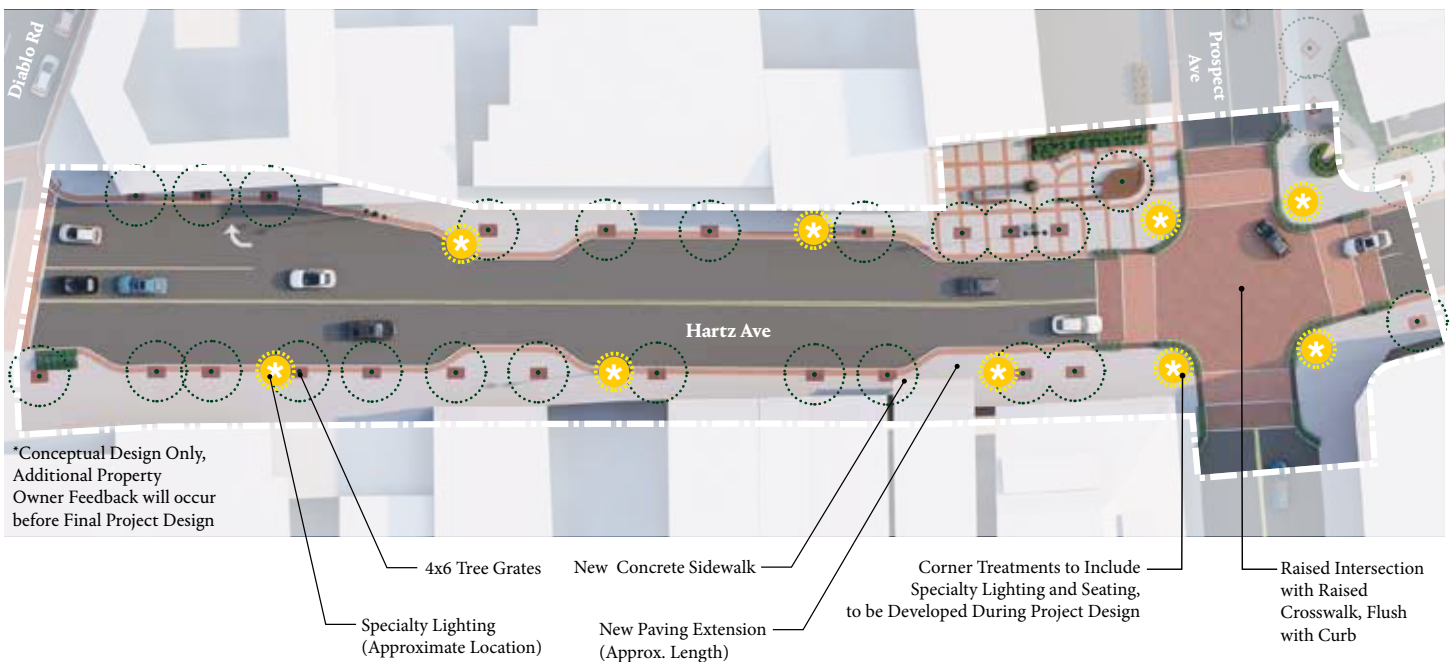 Diablo Rd
Prospect
Ave
Hartz Ave
*Conceptual Design Only,
Additional Property
Owner Feedback will occur
before Final Project Design
4x6 Tree Grates
Specialty Lighting
(Approximate Location)
New Concrete Sidewalk
New Paving Extension
(Approx. Length)
Corner Treatments to Include
Specialty Lighting and Seating,
to be Developed During Project Design
Raised Intersection
with Raised
Crosswalk, Flush
with Curb